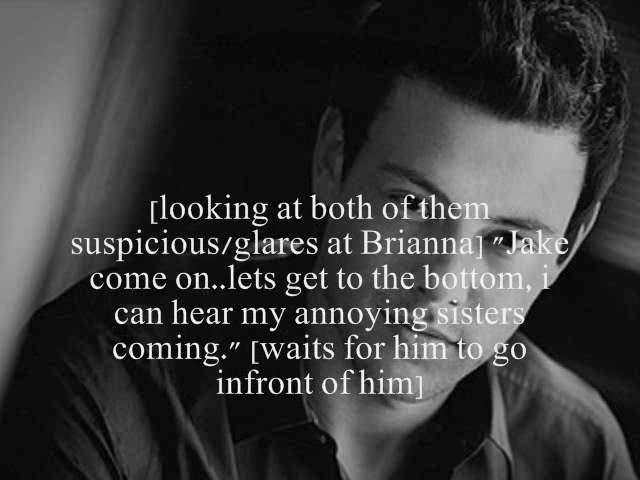 [looking at both of them
suspicious/glares at Brianna] "Jake
come on..lets get to the bottom, i
can hear my annoying sisters
coming." [waits for him to go
infront of him]